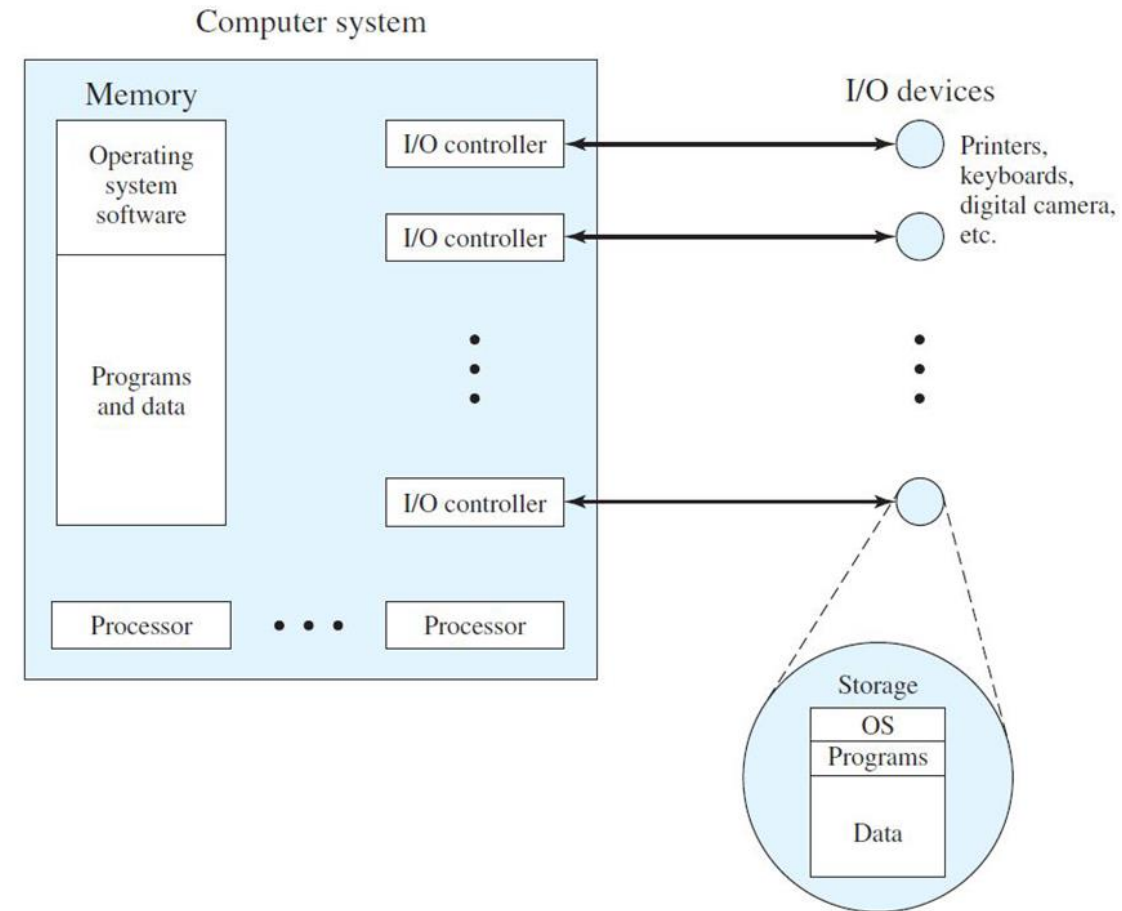 Computer system
Memory
Operating
system
software
Programs
and data
I/O controller
I/O controller
I/O controller
Processor
Processor
I/O devices
Printers,
keyboards,
digital camera,
etc.
Storage
OS
Programs
Data